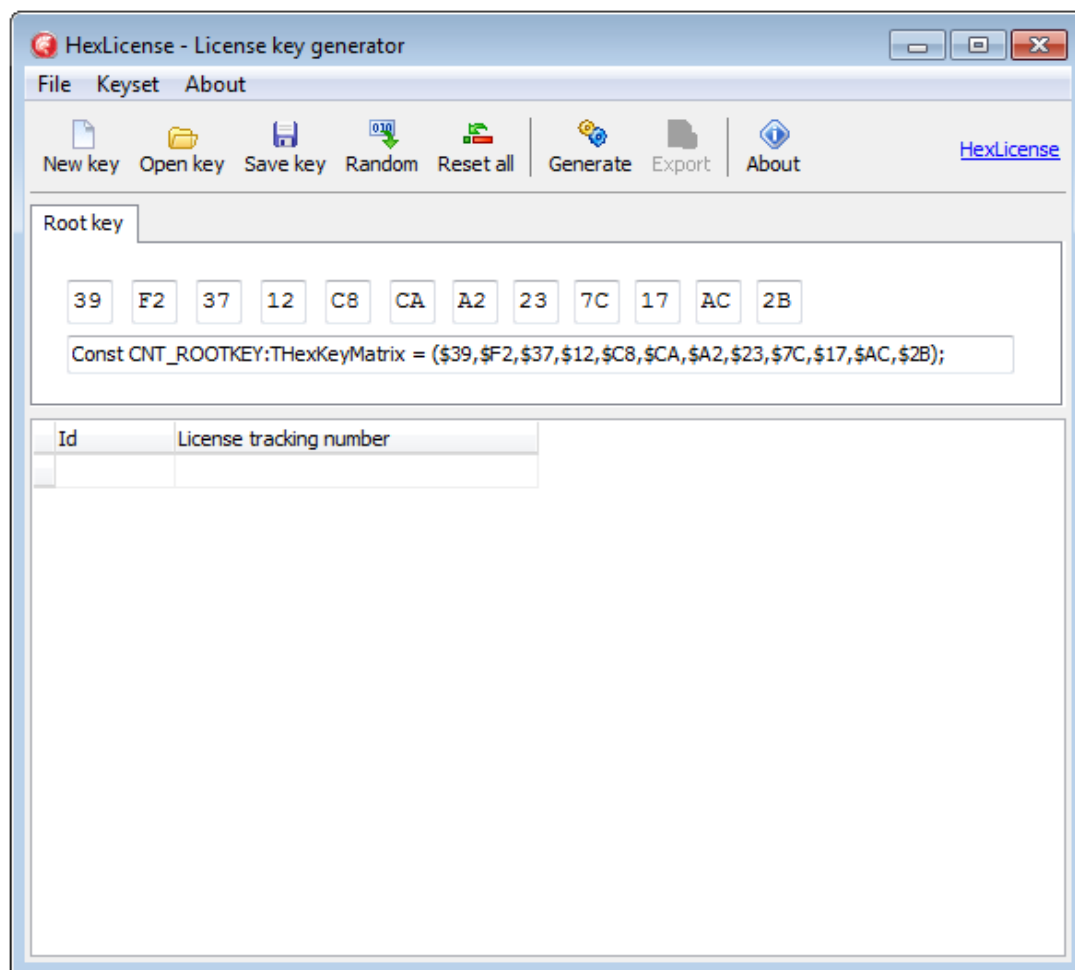 HexLicense - License key generator
File Keyset About
New key Open key Save key Random Reset all Generate Export About HexLicense
Root key
39 F2 37 12 C8 CA A2 23 7C 17 AC 2B
Const CNT_ROOTKEY:THexKeyMatrix = ($39,$F2,$37,$12,$C8,$CA,$A2,$23,$7C,$17,$AC,$2B);
Id License tracking number